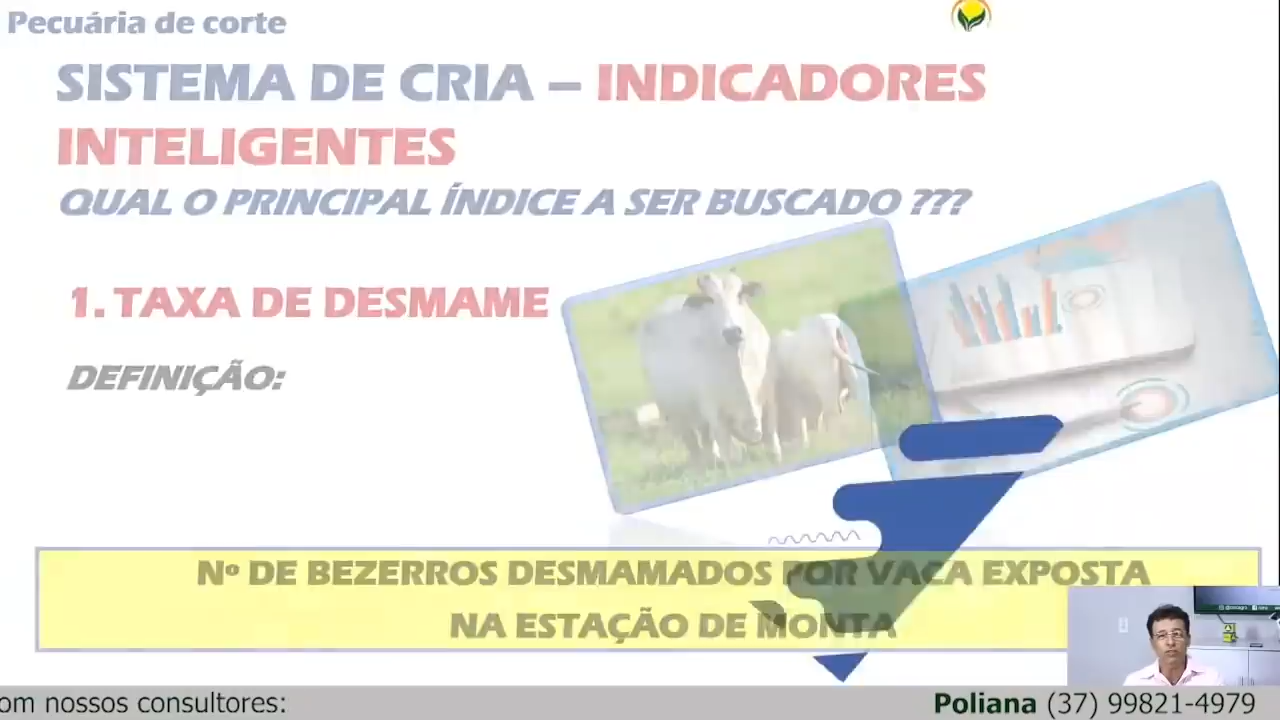 Pecuária de corte
SISTEMA DE CRIA – INDICADORES
INTELIGENTES
QUAL O PRINCIPAL ÍNDICE A SER BUSCADO ???
1. TAXA DE DESMAME
DEFINIÇÃO:
Nº DE BEZERROS DESMAMADOS POR VACA EXPOSTA
NA ESTAÇÃO DE MONTA
om nossos consultores:
Poliana (37) 99821-4979